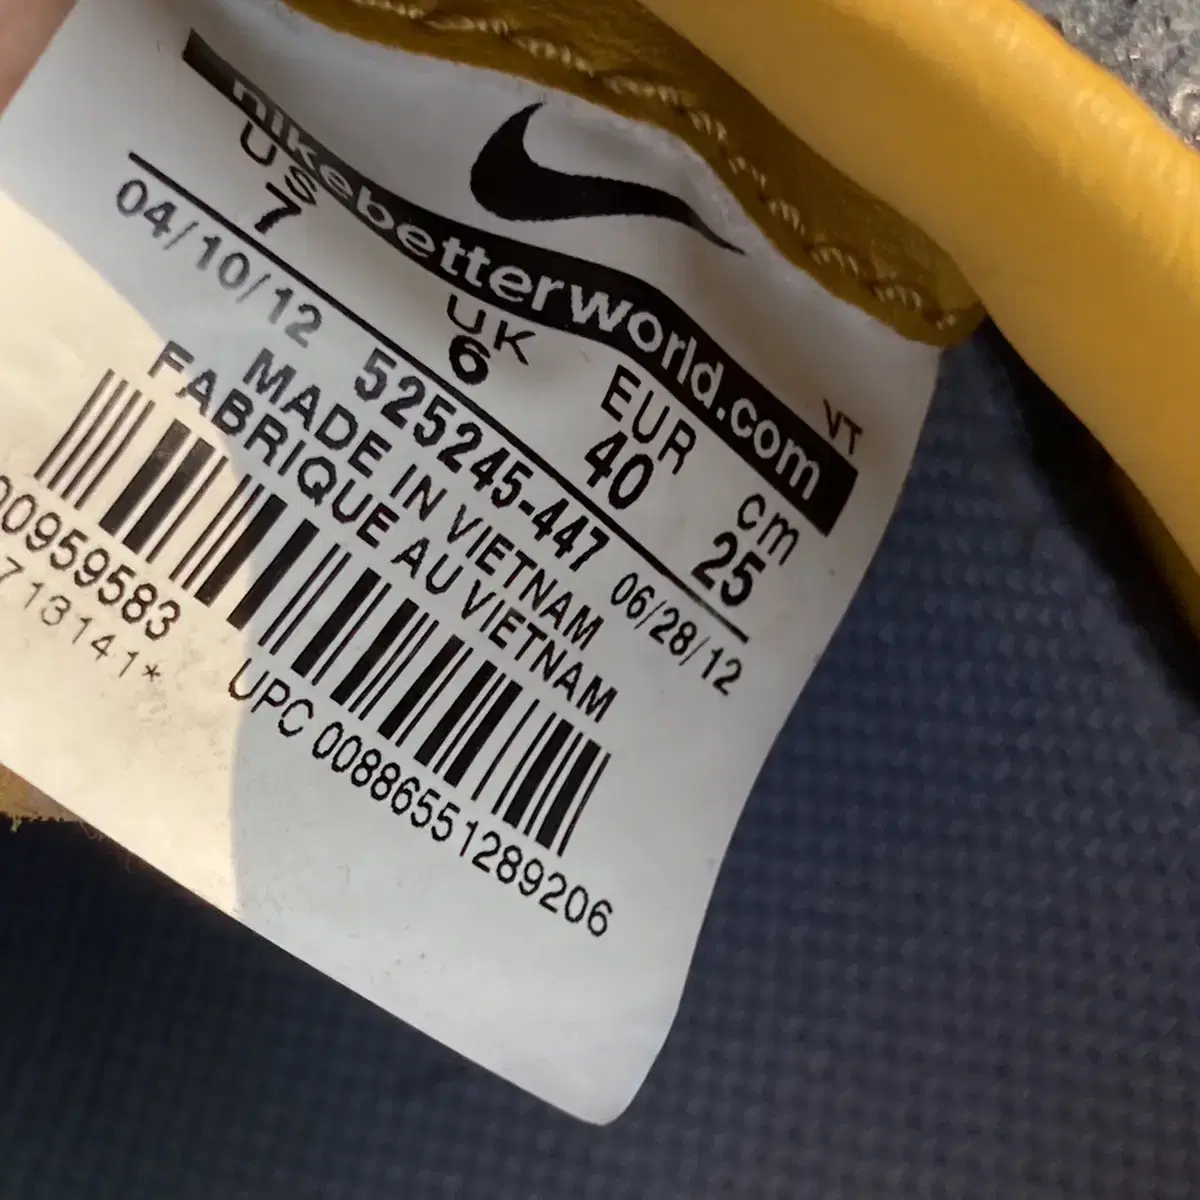 nikebetterworld.com
VT
US UK EUR cm
7 6 40 25
04/10/12 525245-447 06/28/12
MADE IN VIETNAM
FABRIQUE AU VIETNAM
00959583 UPC 00886551289206
713141*